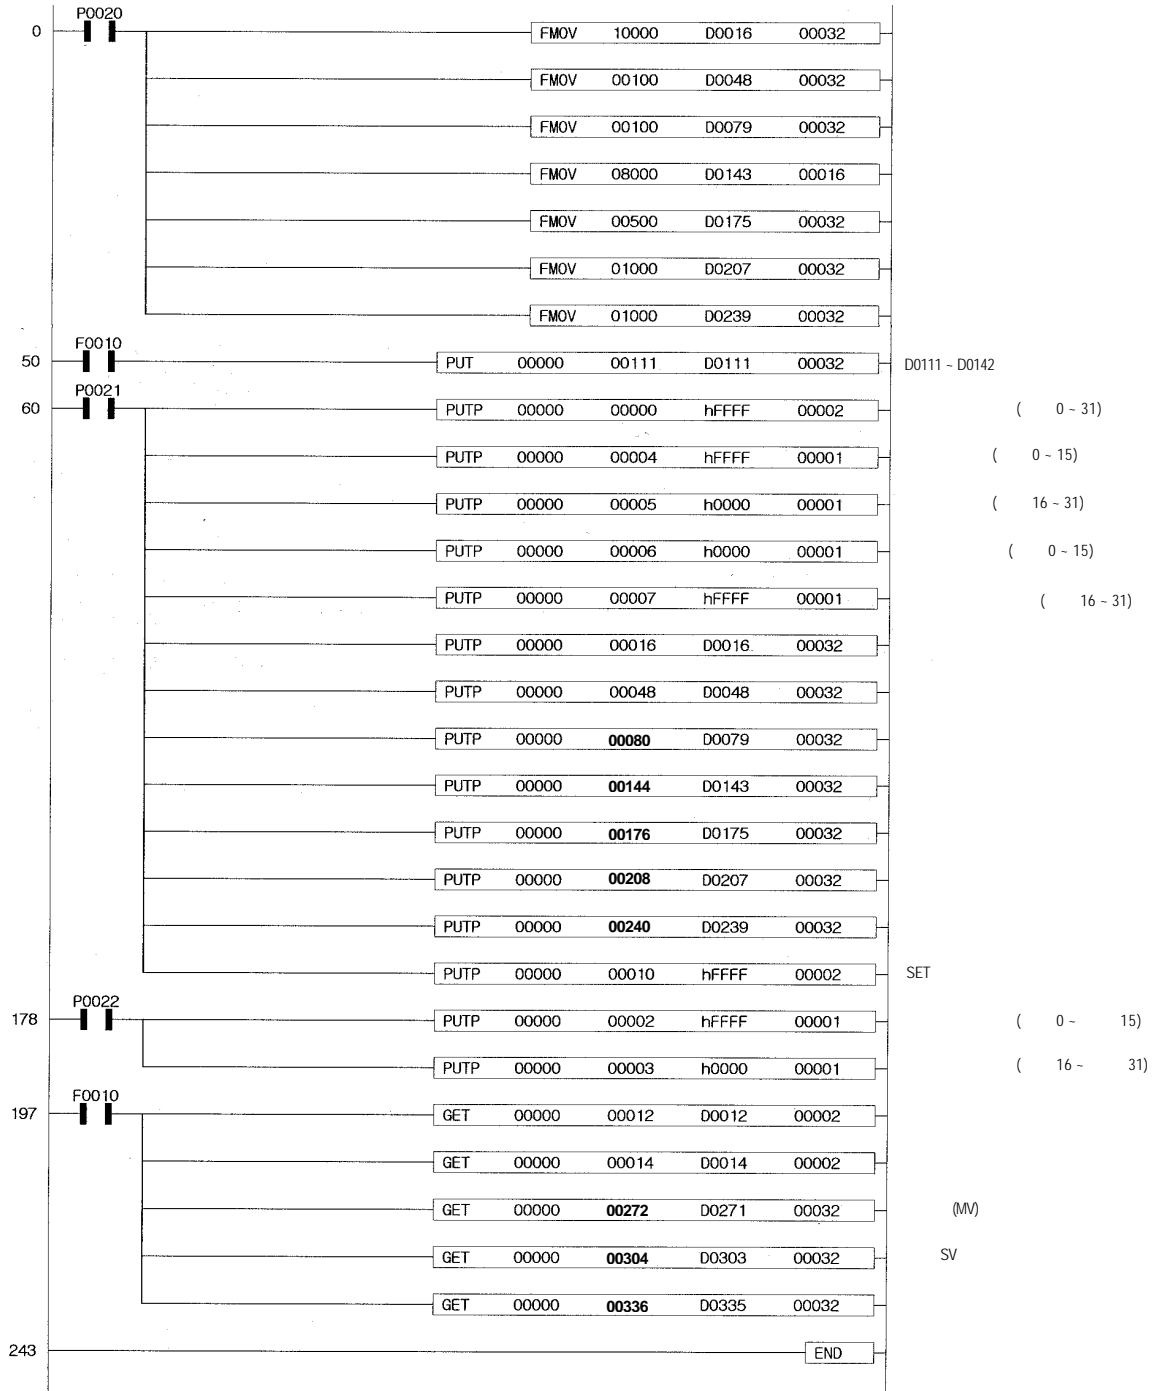 P0020
0 FMOV 10000 D0016 00032
FMOV 00100 D0048 00032
FMOV 00100 D0079 00032
FMOV 08000 D0143 00016
FMOV 00500 D0175 00032
FMOV 01000 D0207 00032
FMOV 01000 D0239 00032
F0010
50 PUT 00000 00111 D0111 00032 D0111 ~ D0142
P0021
60 PUTP 00000 00000 hFFFF 00002 ( 0 ~ 31)
PUTP 00000 00004 hFFFF 00001 ( 0 ~ 15)
PUTP 00000 00005 h0000 00001 ( 16 ~ 31)
PUTP 00000 00006 h0000 00001 ( 0 ~ 15)
PUTP 00000 00007 hFFFF 00001 ( 16 ~ 31)
PUTP 00000 00016 D0016 00032
PUTP 00000 00048 D0048 00032
PUTP 00000 00080 D0079 00032
PUTP 00000 00144 D0143 00032
PUTP 00000 00176 D0175 00032
PUTP 00000 00208 D0207 00032
PUTP 00000 00240 D0239 00032
PUTP 00000 00010 hFFFF 00002 SET
P0022
178 PUTP 00000 00002 hFFFF 00001 ( 0 ~ 15)
PUTP 00000 00003 h0000 00001 ( 16 ~ 31)
F0010
197 GET 00000 00012 D0012 00002
GET 00000 00014 D0014 00002
GET 00000 00272 D0271 00032 (MV)
GET 00000 00304 D0303 00032 SV
GET 00000 00336 D0335 00032
243 END